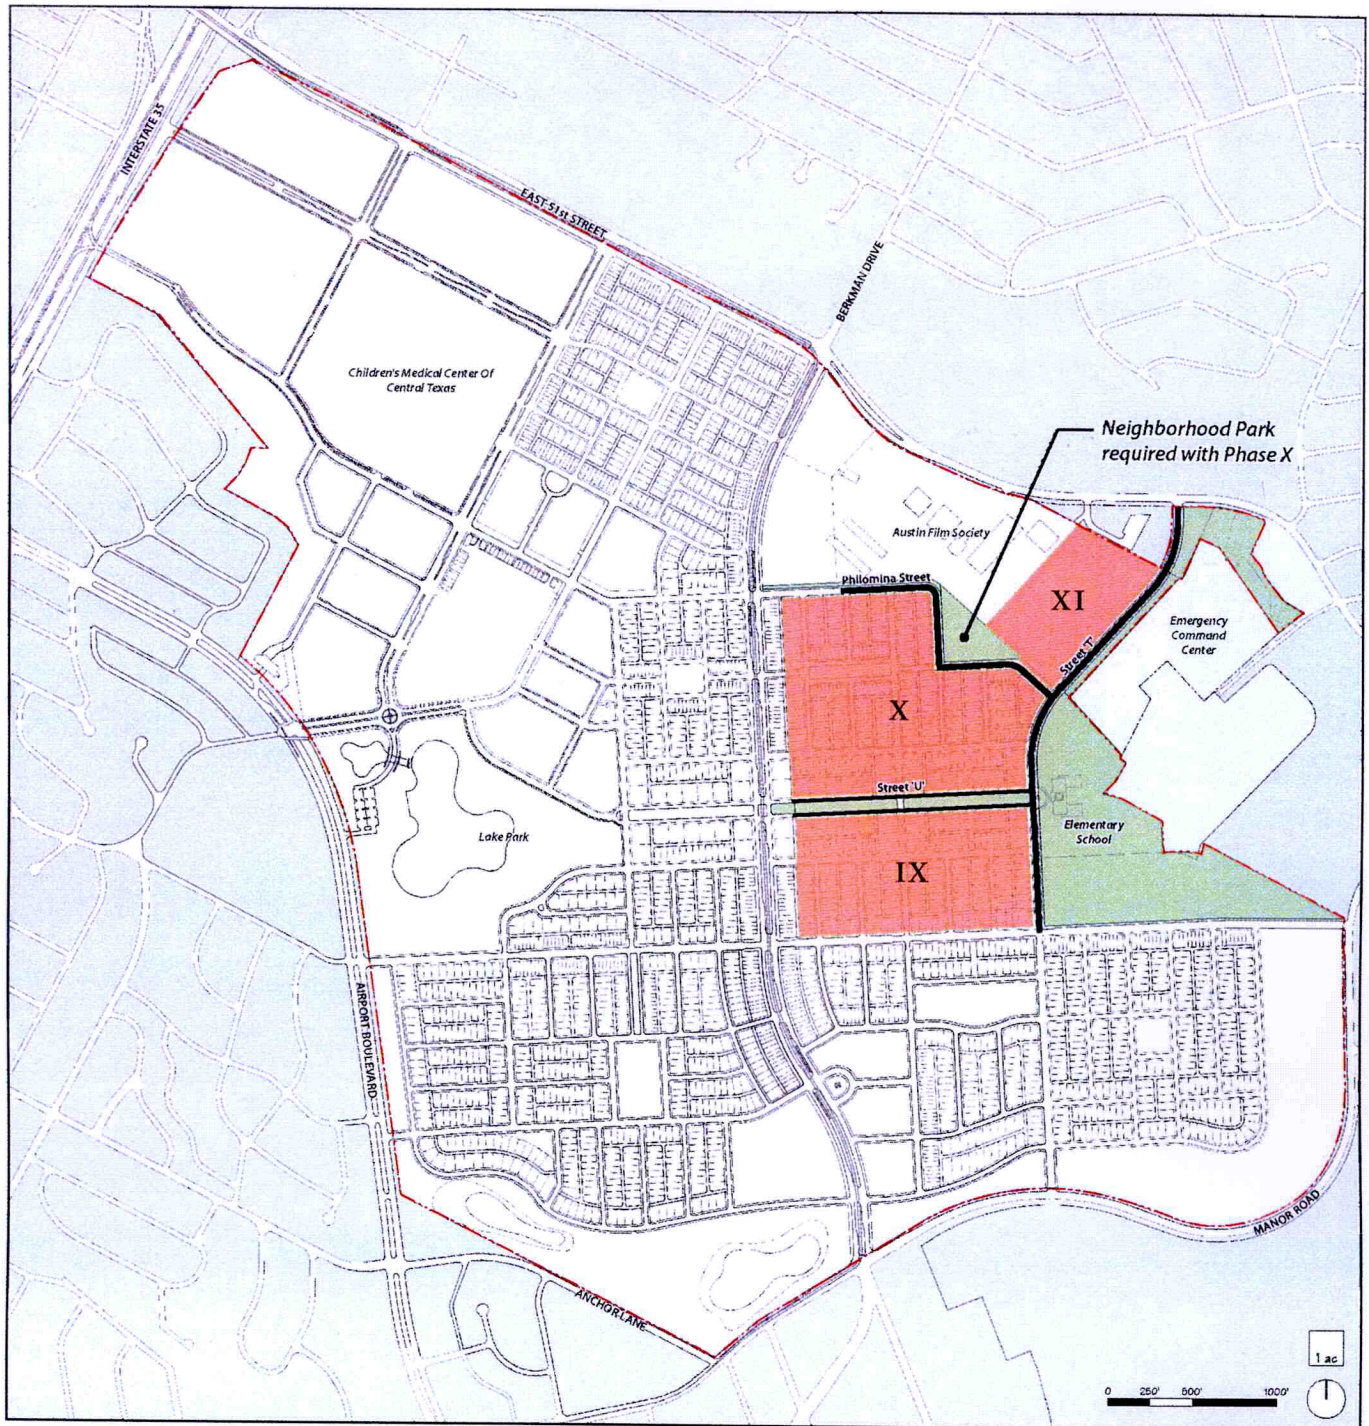 INTERSTATE 35
EAST 51st STREET
BERKMAN DRIVE
Children's Medical Center Of
Central Texas
Neighborhood Park
required with Phase X
Austin Film Society
Philomina Street
XI
Emergency
Command
Center
Street 'T'
X
Street 'U'
Elementary
School
Lake Park
IX
AIRPORT BOULEVARD
MANOR ROAD
ANCHOR LANE
1 ac
0 250' 500' 1000'